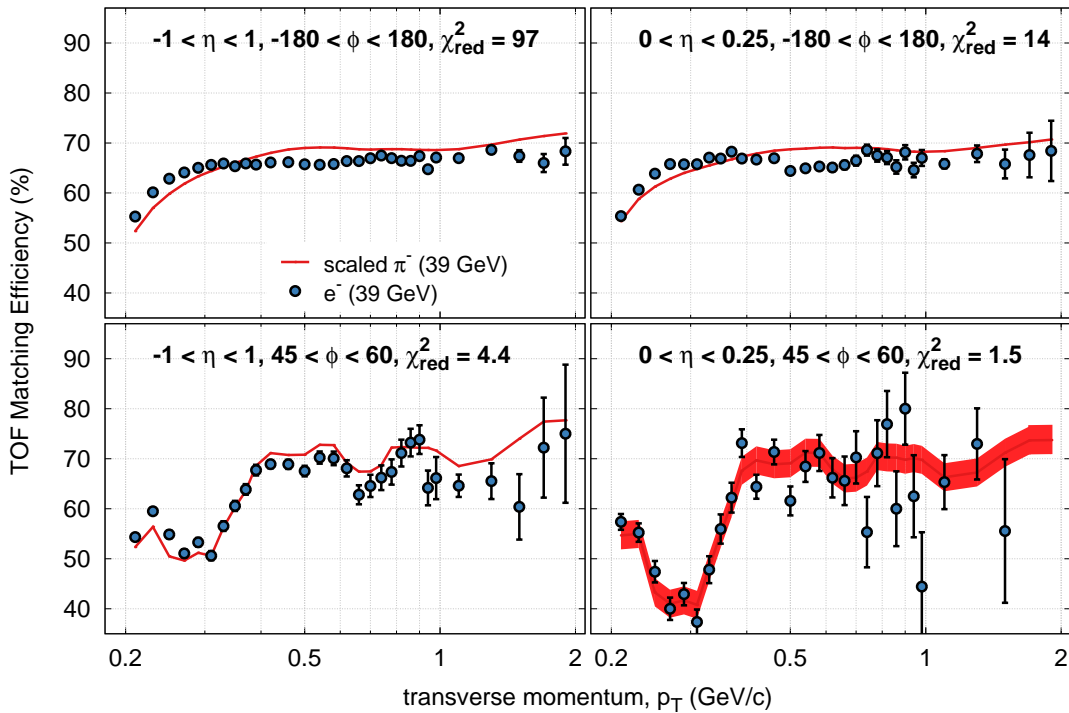 -1 < η < 1, -180 < ϕ < 180, χ²red = 97
0 < η < 0.25, -180 < ϕ < 180, χ²red = 14
90
80
70
60
50
40
scaled π⁻ (39 GeV)
e⁻ (39 GeV)
TOF Matching Efficiency (%)
-1 < η < 1, 45 < ϕ < 60, χ²red = 4.4
0 < η < 0.25, 45 < ϕ < 60, χ²red = 1.5
90
80
70
60
50
40
0.2 0.5 1 2
0.2 0.5 1 2
transverse momentum, pT (GeV/c)